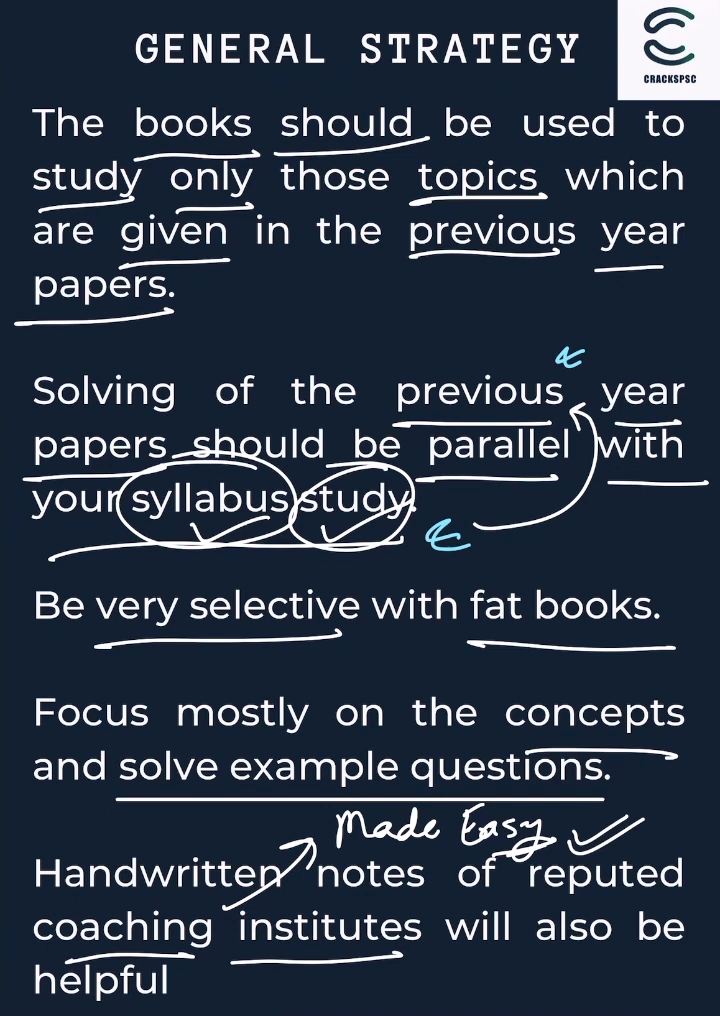 GENERAL STRATEGY
CRACKSPSC
The books should be used to
study only those topics which
are given in the previous year
papers.
Solving of the previous year
papers should be parallel with
your syllabus study.
Be very selective with fat books.
Focus mostly on the concepts
and solve example questions.
Made Easy
Handwritten notes of reputed
coaching institutes will also be
helpful